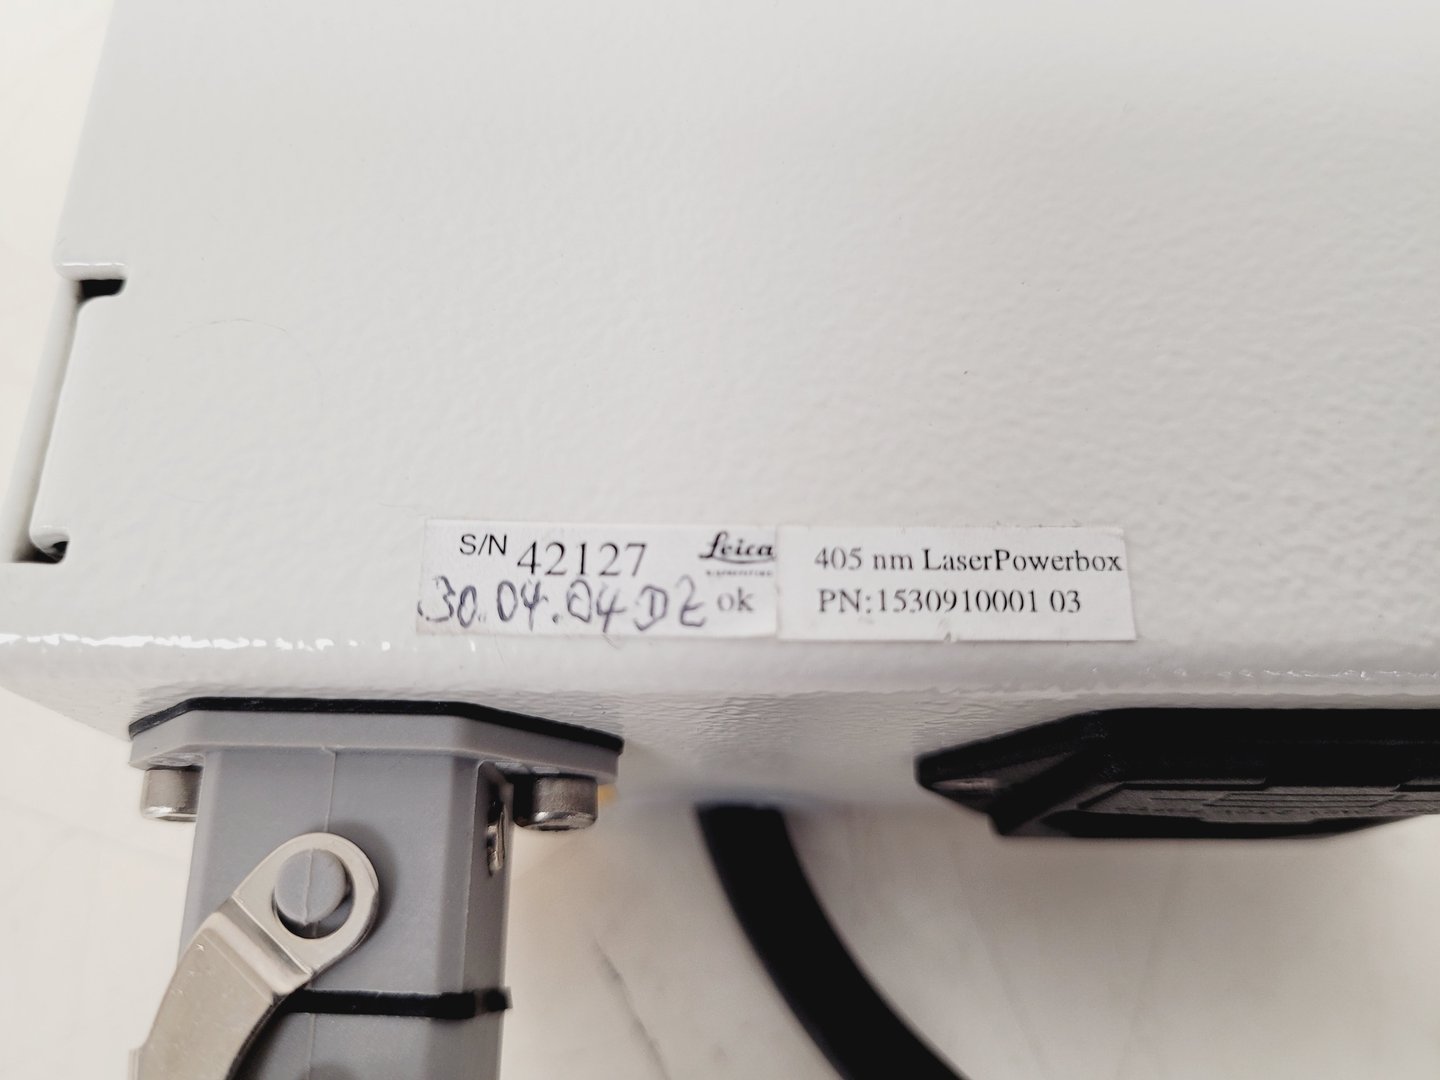 S/N 42127 Leica
30.04.04 DZ ok
405 nm LaserPowerbox
PN:1530910001 03